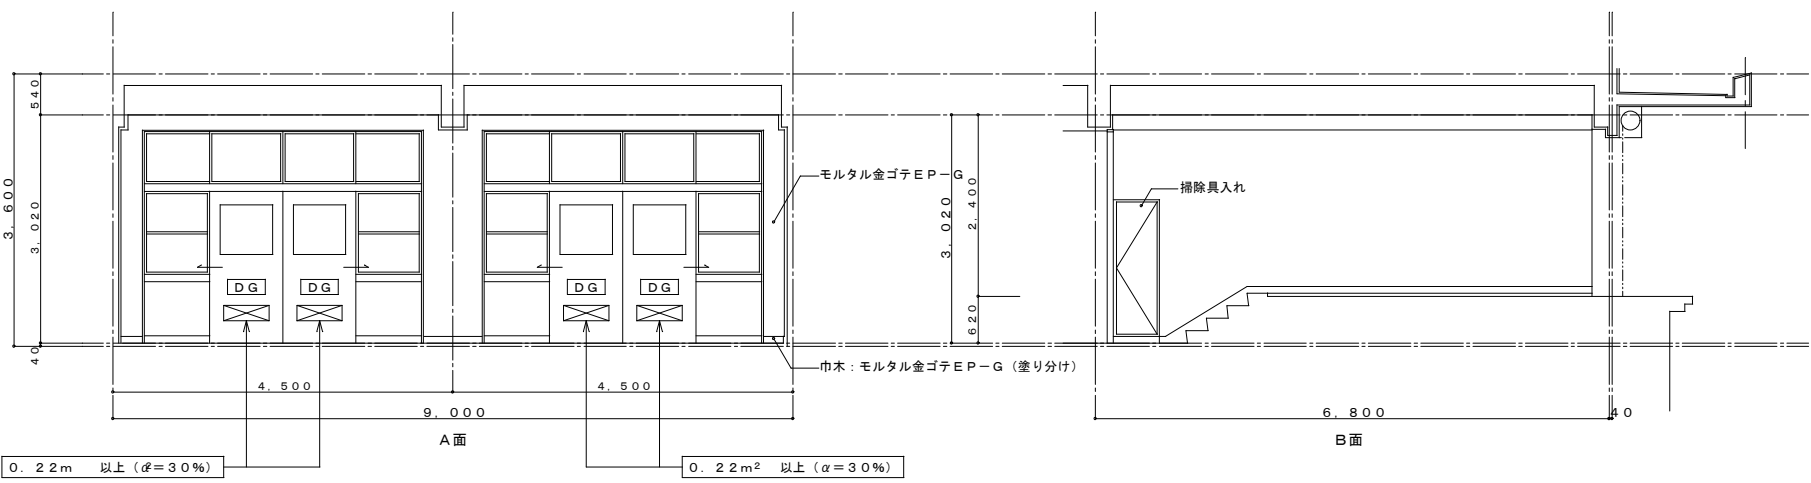 540
3,600
3,020
40
モルタル金ゴテEP-G
DG
DG
DG
DG
巾木:モルタル金ゴテEP-G(塗り分け)
4,500
4,500
9,000
A面
0.22m² 以上(α=30%)
0.22m² 以上(α=30%)
3,020
2,400
620
掃除具入れ
6,800
40
B面